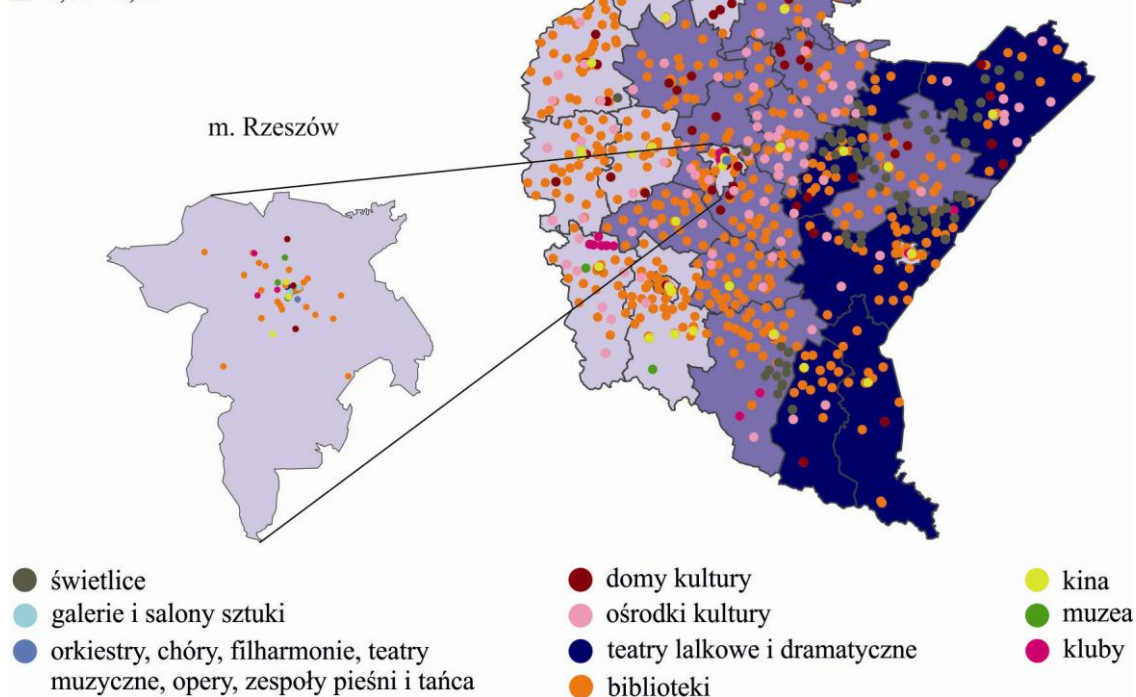 m. Rzeszów
świetlice
galerie i salony sztuki
orkiestry, chóry, filharmonie, teatry
muzyczne, opery, zespoły pieśni i tańca
domy kultury
ośrodki kultury
teatry lalkowe i dramatyczne
biblioteki
kina
muzea
kluby